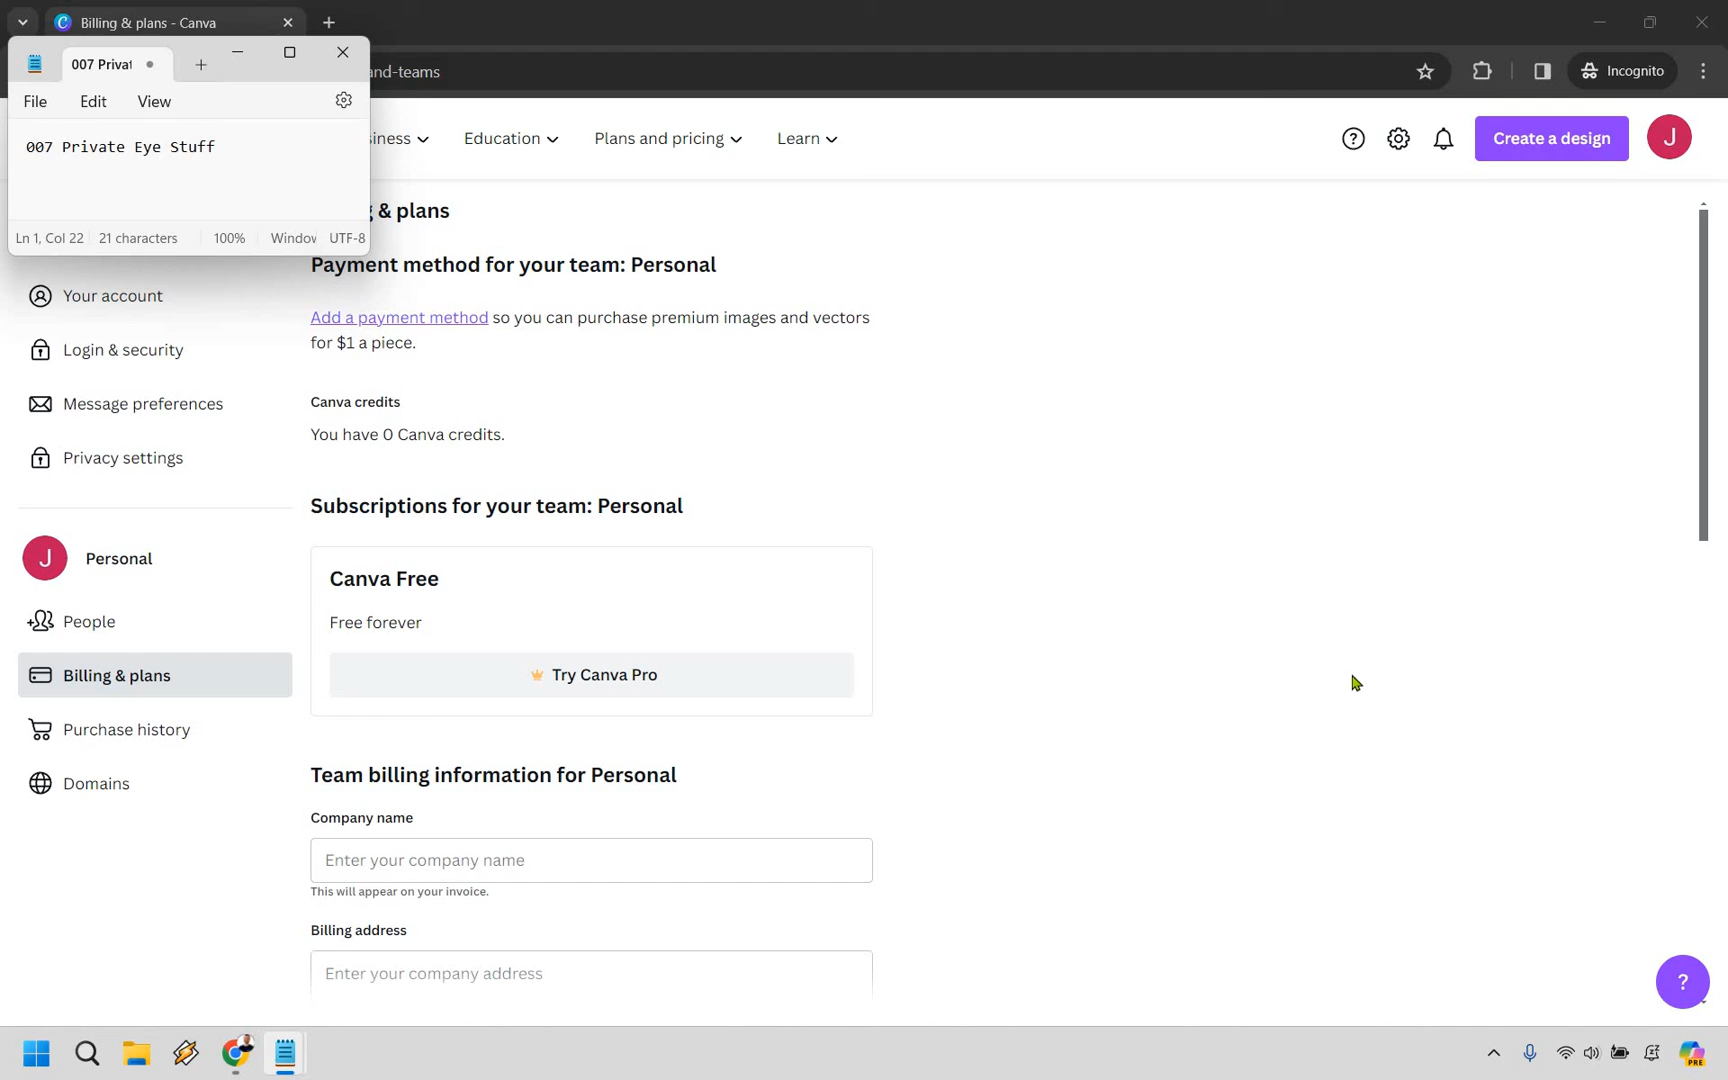 Billing & plans - Canva
007 Privat
and-teams
Incognito
File
Edit
View
007 Private Eye Stuff
Ln 1, Col 22
21 characters
100%
Window
UTF-8
siness
Education
Plans and pricing
Learn
Create a design
J
g & plans
Payment method for your team: Personal
Add a payment method so you can purchase premium images and vectors
for $1 a piece.
Canva credits
You have 0 Canva credits.
Subscriptions for your team: Personal
Canva Free
Free forever
Try Canva Pro
Team billing information for Personal
Company name
Enter your company name
This will appear on your invoice.
Billing address
Enter your company address
Your account
Login & security
Message preferences
Privacy settings
J
Personal
People
Billing & plans
Purchase history
Domains
?
PRE